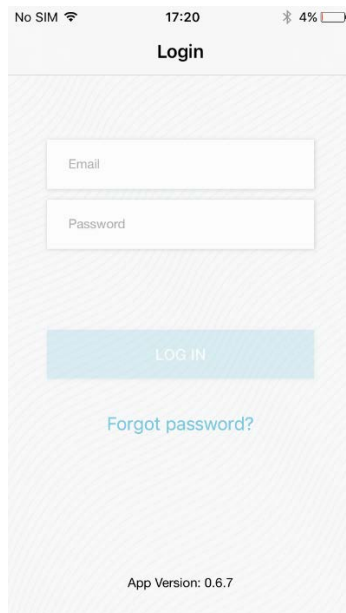 No SIM 17:20 4%
Login
Email
Password
LOG IN
Forgot password?
App Version: 0.6.7